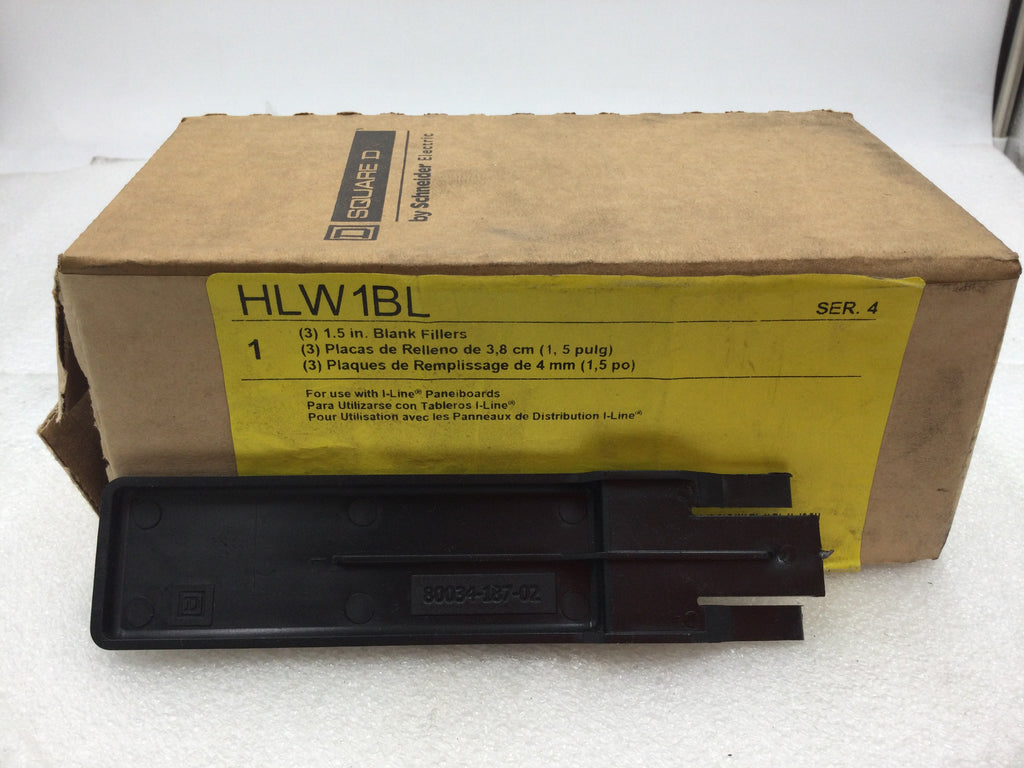 SQUARE D
by Schneider Electric
HLW1BL
SER. 4
1
(3) 1.5 in. Blank Fillers
(3) Placas de Relleno de 3,8 cm (1, 5 pulg)
(3) Plaques de Remplissage de 4 mm (1,5 po)
For use with I-Line® Panelboards
Para Utilizarse con Tableros I-Line®
Pour Utilisation avec les Panneaux de Distribution I-Line®
80034-187-02
D